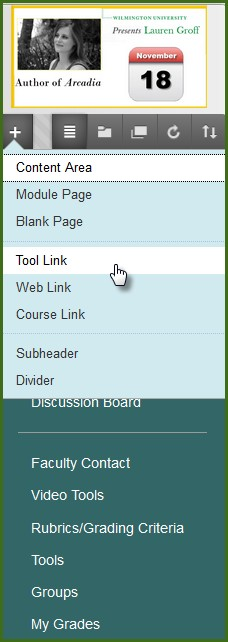 WILMINGTON UNIVERSITY
Presents Lauren Groff
Author of Arcadia
November
18
+
Content Area
Module Page
Blank Page
Tool Link
Web Link
Course Link
Subheader
Divider
Discussion Board
Faculty Contact
Video Tools
Rubrics/Grading Criteria
Tools
Groups
My Grades